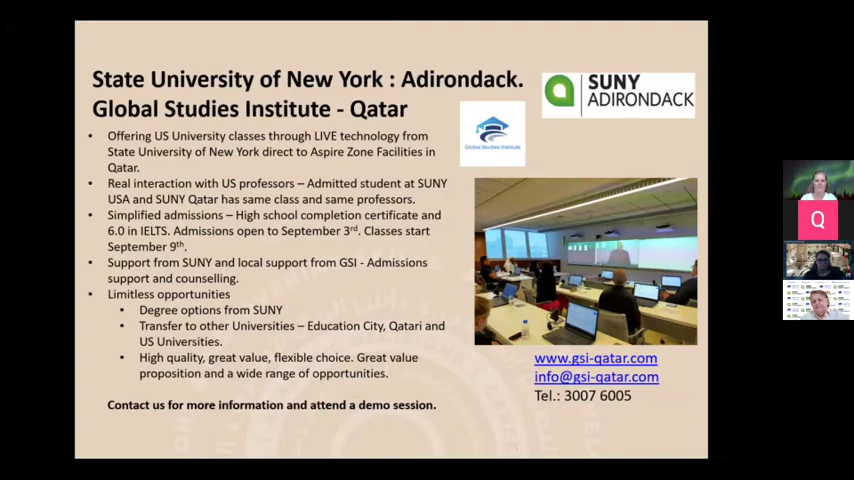 State University of New York : Adirondack.
Global Studies Institute - Qatar
SUNY
ADIRONDACK
Global Studies Institute
• Offering US University classes through LIVE technology from
State University of New York direct to Aspire Zone Facilities in
Qatar.
• Real interaction with US professors – Admitted student at SUNY
USA and SUNY Qatar has same class and same professors.
• Simplified admissions – High school completion certificate and
6.0 in IELTS. Admissions open to September 3rd. Classes start
September 9th.
• Support from SUNY and local support from GSI - Admissions
support and counselling.
• Limitless opportunities
• Degree options from SUNY
• Transfer to other Universities – Education City, Qatari and
US Universities.
• High quality, great value, flexible choice. Great value
proposition and a wide range of opportunities.
Contact us for more information and attend a demo session.
www.gsi-qatar.com
info@gsi-qatar.com
Tel.: 3007 6005
Q